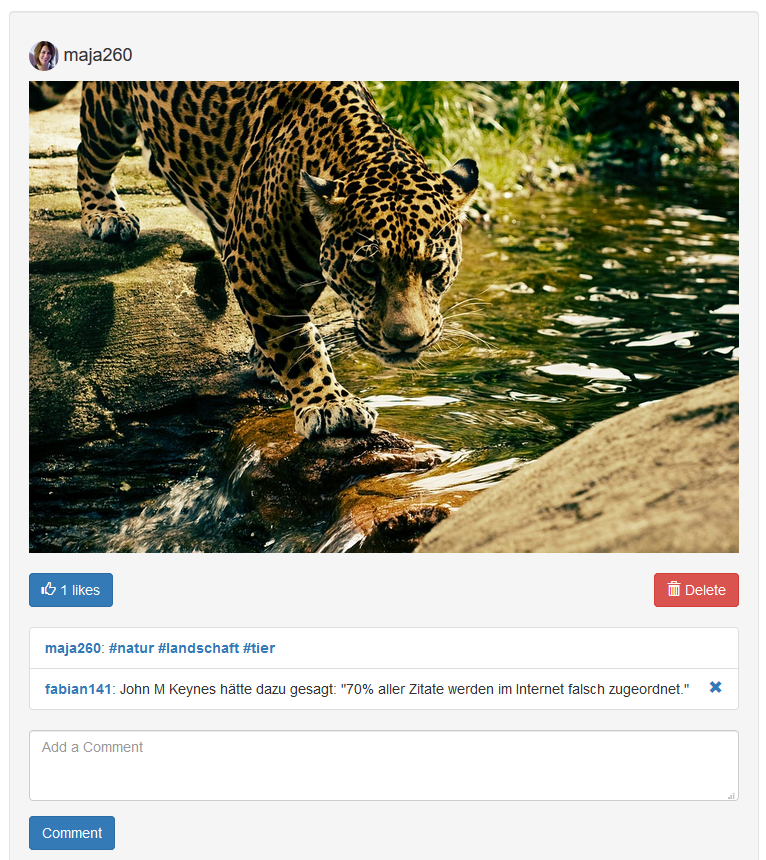 maja260
1 likes
Delete
maja260: #natur #landschaft #tier
fabian141: John M Keynes hätte dazu gesagt: "70% aller Zitate werden im Internet falsch zugeordnet."
Add a Comment
Comment